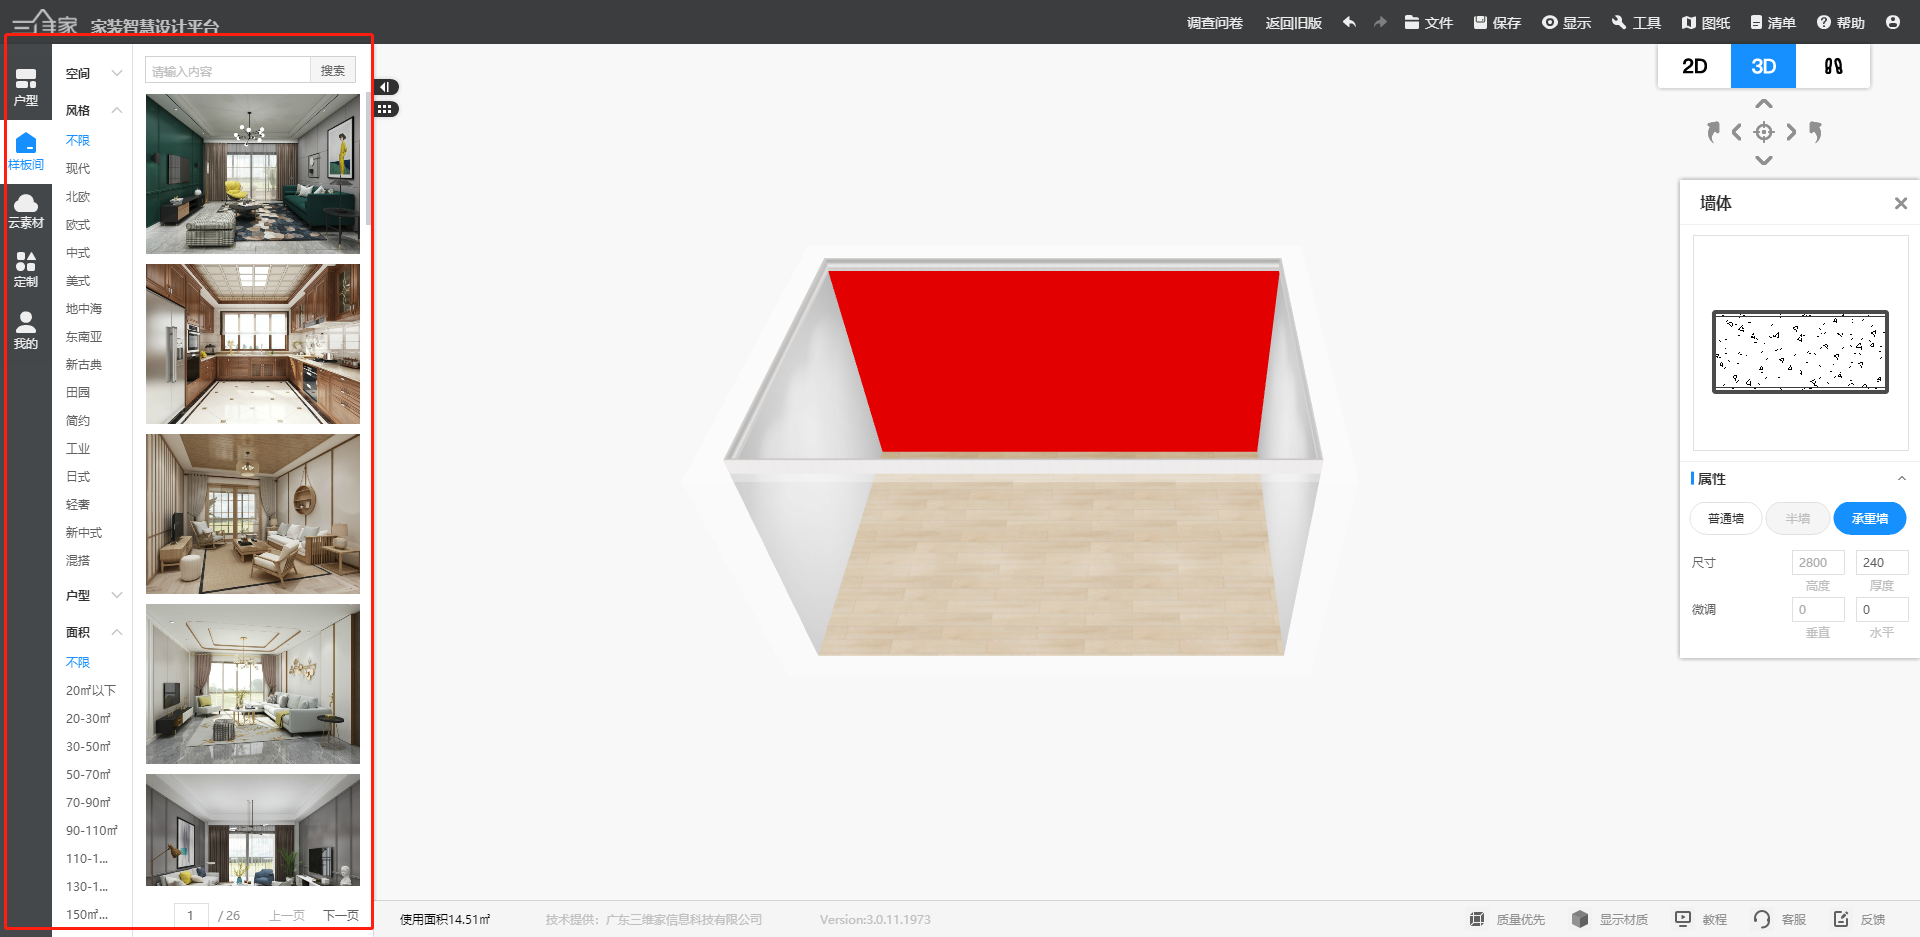 三维家 家装智慧设计平台
调查问卷 返回旧版 文件 保存 显示 工具 图纸 清单 帮助
户型
样板间
云素材
定制
我的
空间
风格
不限
现代
北欧
欧式
中式
美式
地中海
东南亚
新古典
田园
简约
工业
日式
轻奢
新中式
混搭
户型
面积
不限
20㎡以下
20-30㎡
30-50㎡
50-70㎡
70-90㎡
90-110㎡
110-1...
130-1...
150㎡...
请输入内容 搜索
1 / 26 上一页 下一页
2D 3D
墙体
属性
普通墙 半墙 承重墙
尺寸 2800 240
高度 厚度
微调 0 0
垂直 水平
使用面积14.51㎡ 技术提供：广东三维家信息科技有限公司 Version:3.0.11.1973
质量优先 显示材质 教程 客服 反馈